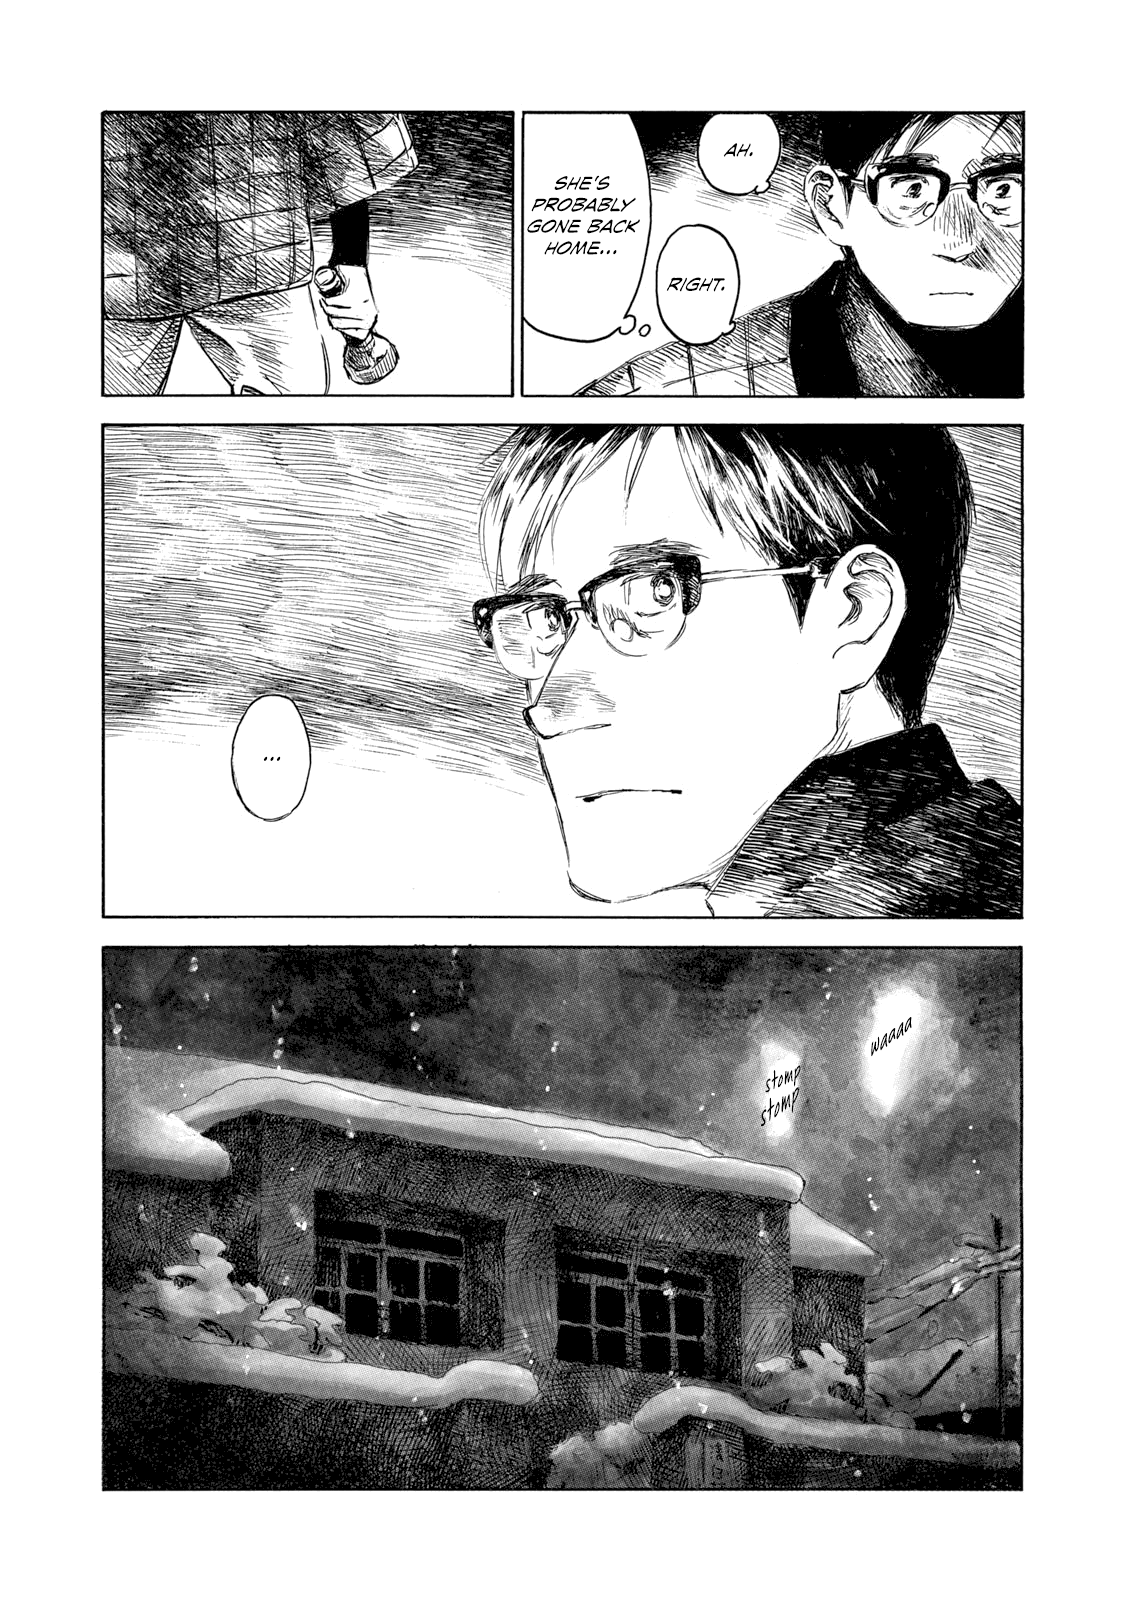 AH.
RIGHT.
SHE'S
PROBABLY
GONE BACK
HOME...
...
waaaa
stomp
stomp